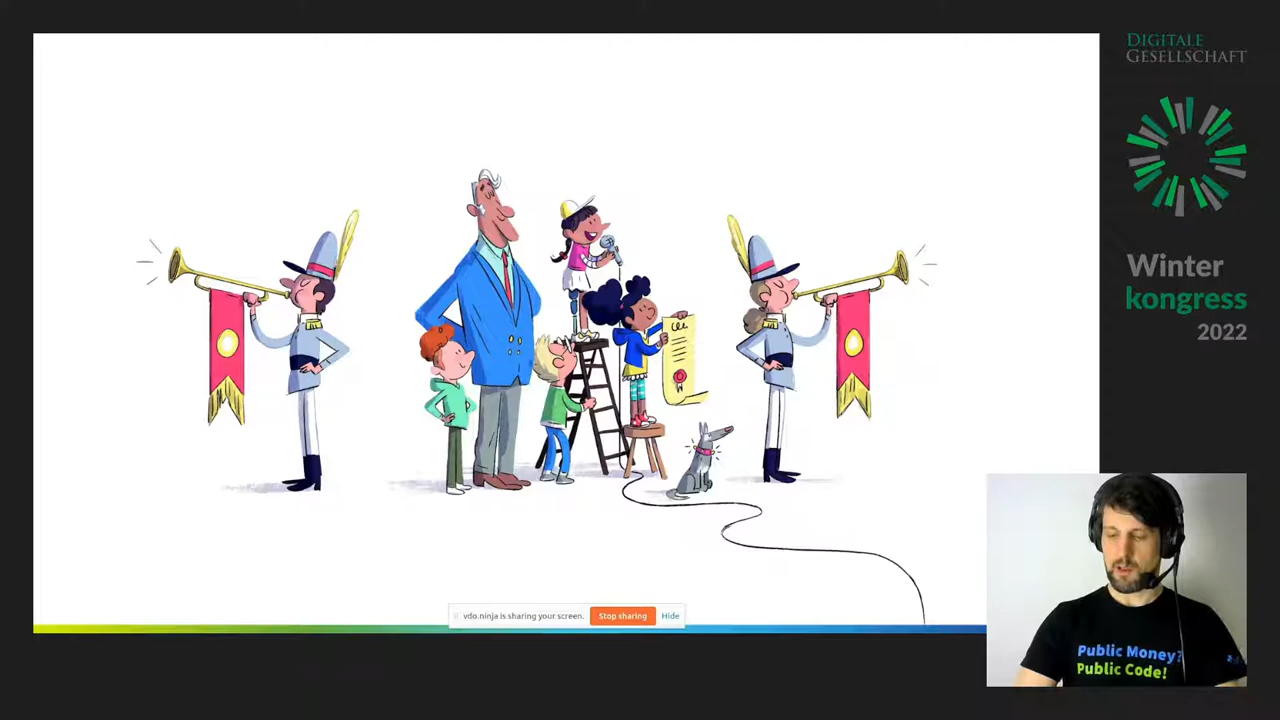 DIGITALE
GESELLSCHAFT
Winter
kongress
2022
vdo.ninja is sharing your screen.
Stop sharing
Hide
Public Money?
Public Code!